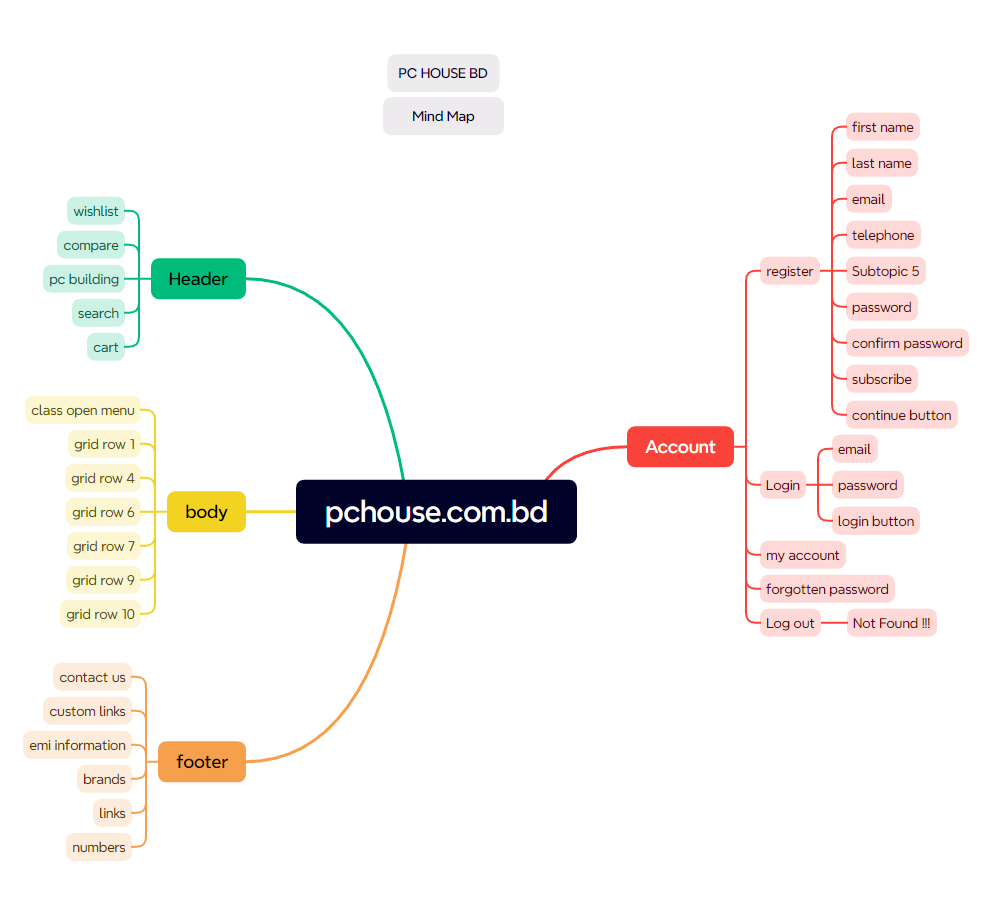 PC HOUSE BD
Mind Map
pchouse.com.bd
Header
wishlist
compare
pc building
search
cart
body
class open menu
grid row 1
grid row 4
grid row 6
grid row 7
grid row 9
grid row 10
footer
contact us
custom links
emi information
brands
links
numbers
Account
register
first name
last name
email
telephone
Subtopic 5
password
confirm password
subscribe
continue button
Login
email
password
login button
my account
forgotten password
Log out
Not Found !!!